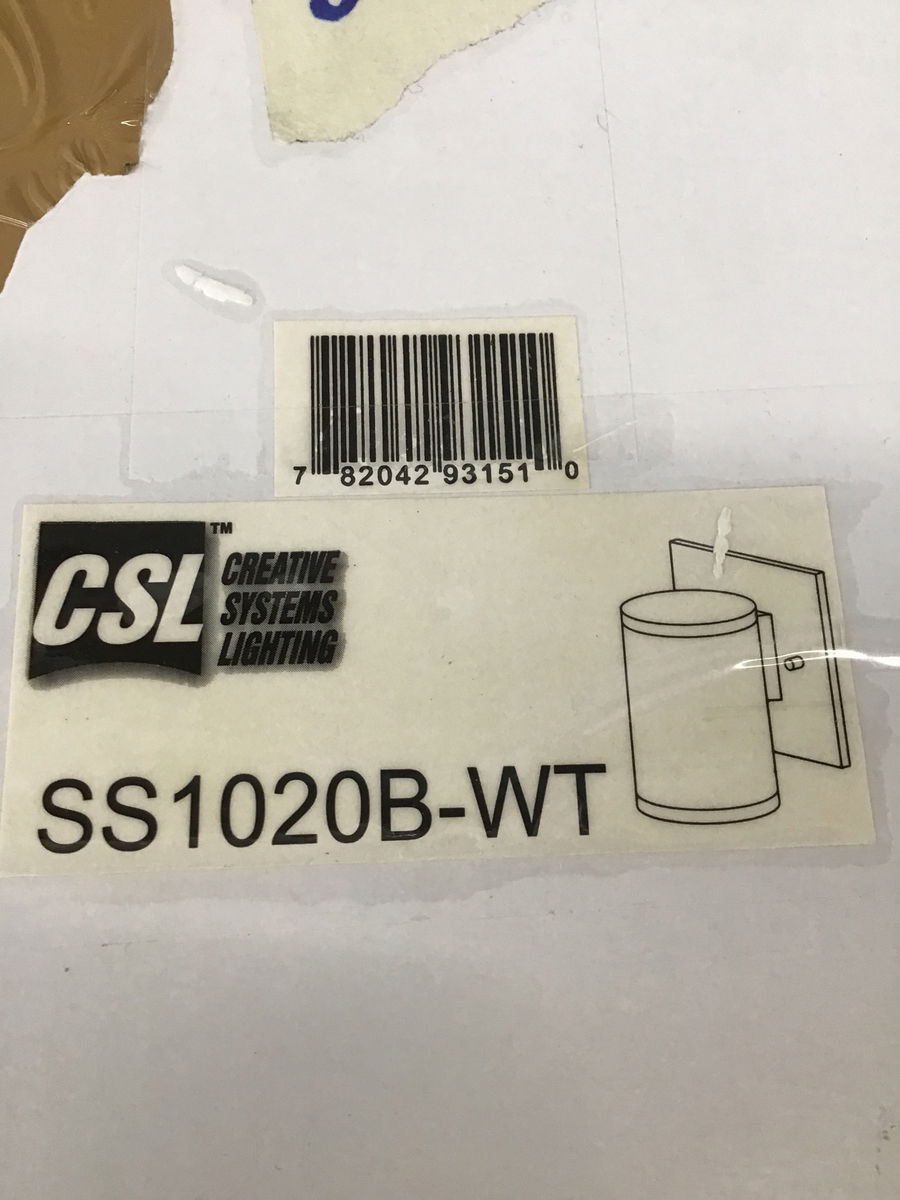 7 82042 93151 0
CSL™
CREATIVE
SYSTEMS
LIGHTING
SS1020B-WT